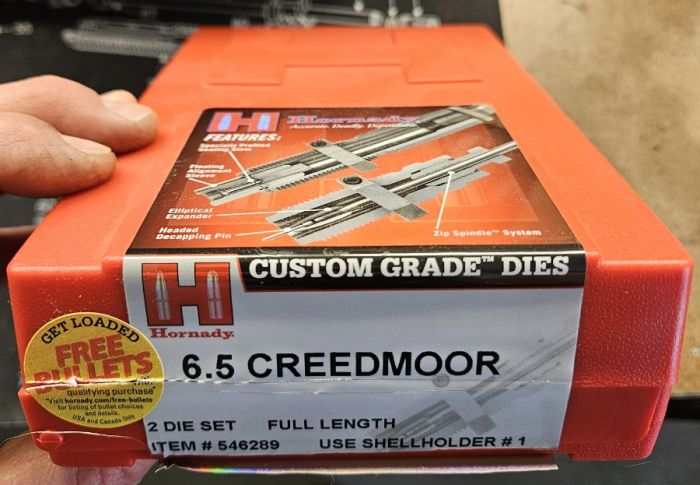 H
Hornady
Accurate. Deadly. Dependable.
FEATURES:
Specially Profiled
Seating Stem
Floating
Alignment
Sleeve
Elliptical
Expander
Headed
Decapping Pin
Zip Spindle™ System
CUSTOM GRADE™ DIES
H
Hornady.
GET LOADED
FREE
BULLETS
qualifying purchase*
*Visit hornady.com/free-bullets
for listing of bullet choices
and details.
USA and Canada Only
6.5 CREEDMOOR
2 DIE SET FULL LENGTH
ITEM # 546289 USE SHELLHOLDER # 1